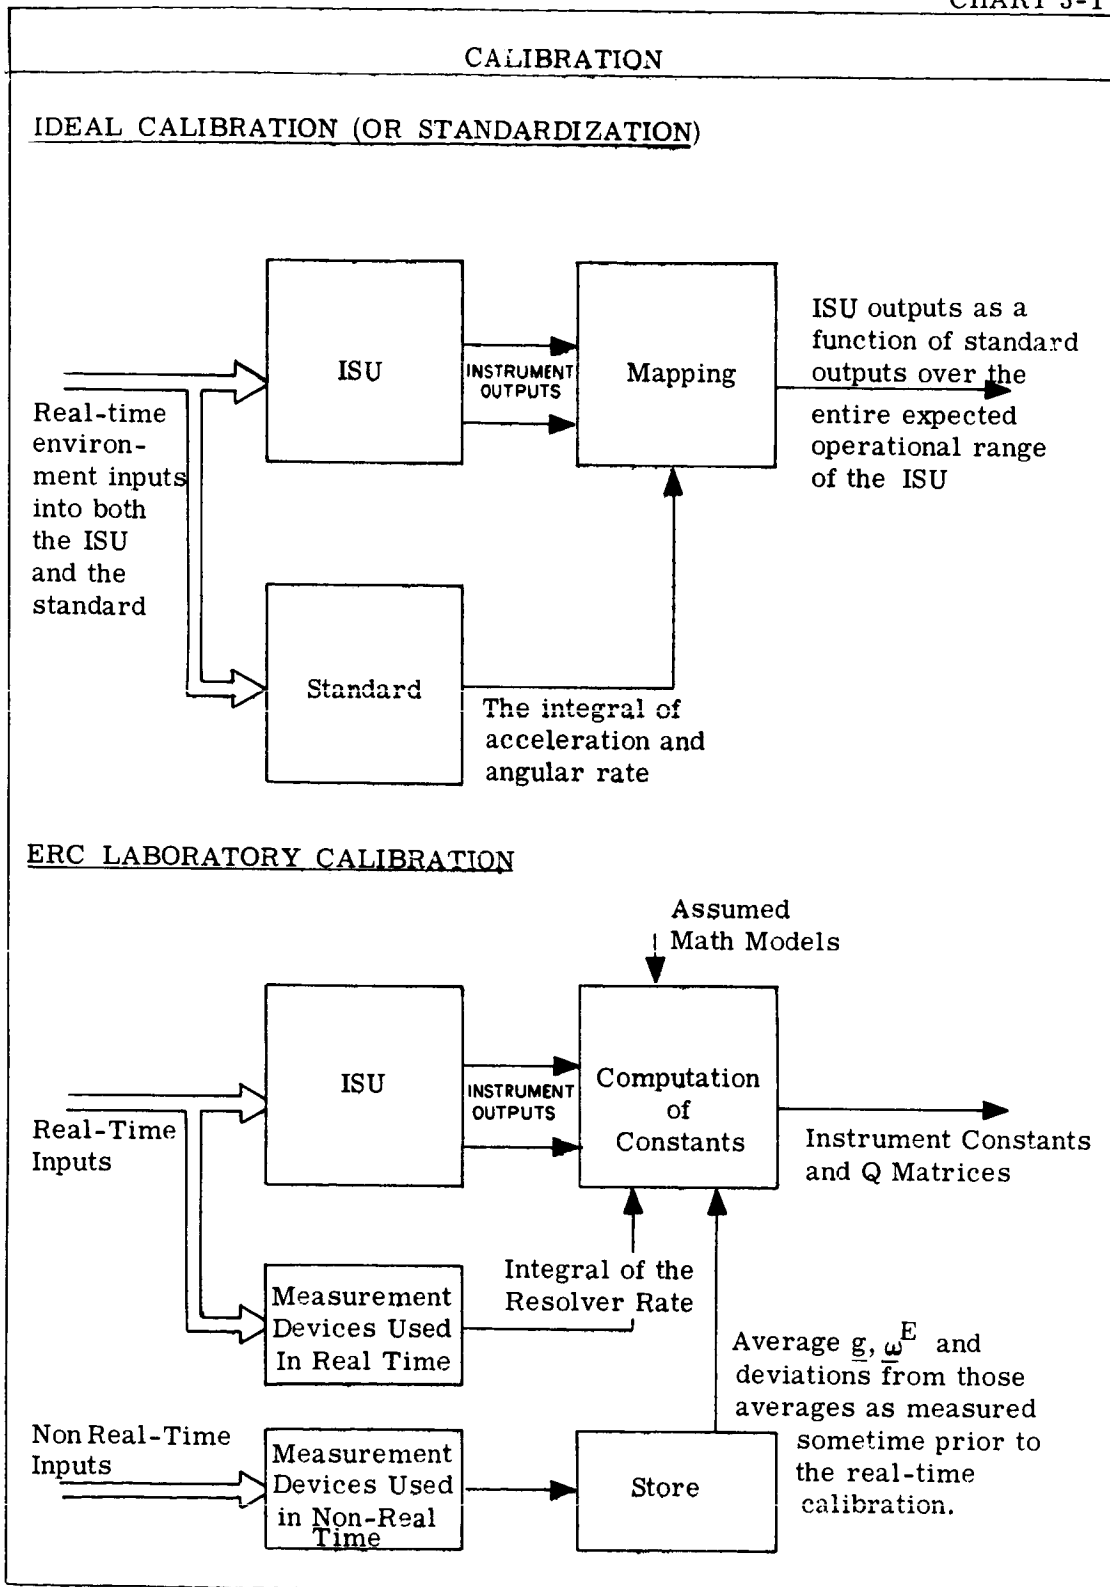 CHART 3-1
CALIBRATION
IDEAL CALIBRATION (OR STANDARDIZATION)
ISU
INSTRUMENT
OUTPUTS
Mapping
ISU outputs as a
function of standard
outputs over the
entire expected
operational range
of the ISU
Real-time
environ-
ment inputs
into both
the ISU
and the
standard
Standard
The integral of
acceleration and
angular rate
ERC LABORATORY CALIBRATION
Assumed
Math Models
ISU
INSTRUMENT
OUTPUTS
Computation
of
Constants
Instrument Constants
and Q Matrices
Real-Time
Inputs
Measurement
Devices Used
In Real Time
Integral of the
Resolver Rate
Average g, ω^E and
deviations from those
averages as measured
sometime prior to
the real-time
calibration.
Non Real-Time
Inputs
Measurement
Devices Used
in Non-Real
Time
Store